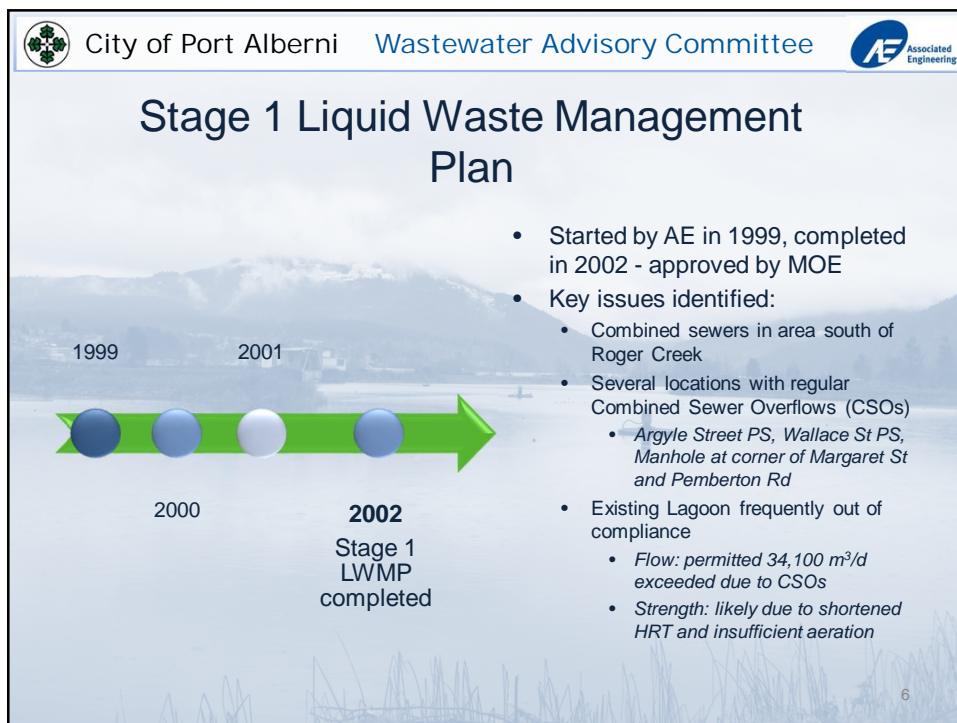 City of Port Alberni Wastewater Advisory Committee
Associated
Engineering
Stage 1 Liquid Waste Management
Plan
1999
2001
2000
2002
Stage 1
LWMP
completed
• Started by AE in 1999, completed
in 2002 - approved by MOE
• Key issues identified:
• Combined sewers in area south of
Roger Creek
• Several locations with regular
Combined Sewer Overflows (CSOs)
• Argyle Street PS, Wallace St PS,
Manhole at corner of Margaret St
and Pemberton Rd
• Existing Lagoon frequently out of
compliance
• Flow: permitted 34,100 m³/d
exceeded due to CSOs
• Strength: likely due to shortened
HRT and insufficient aeration
6